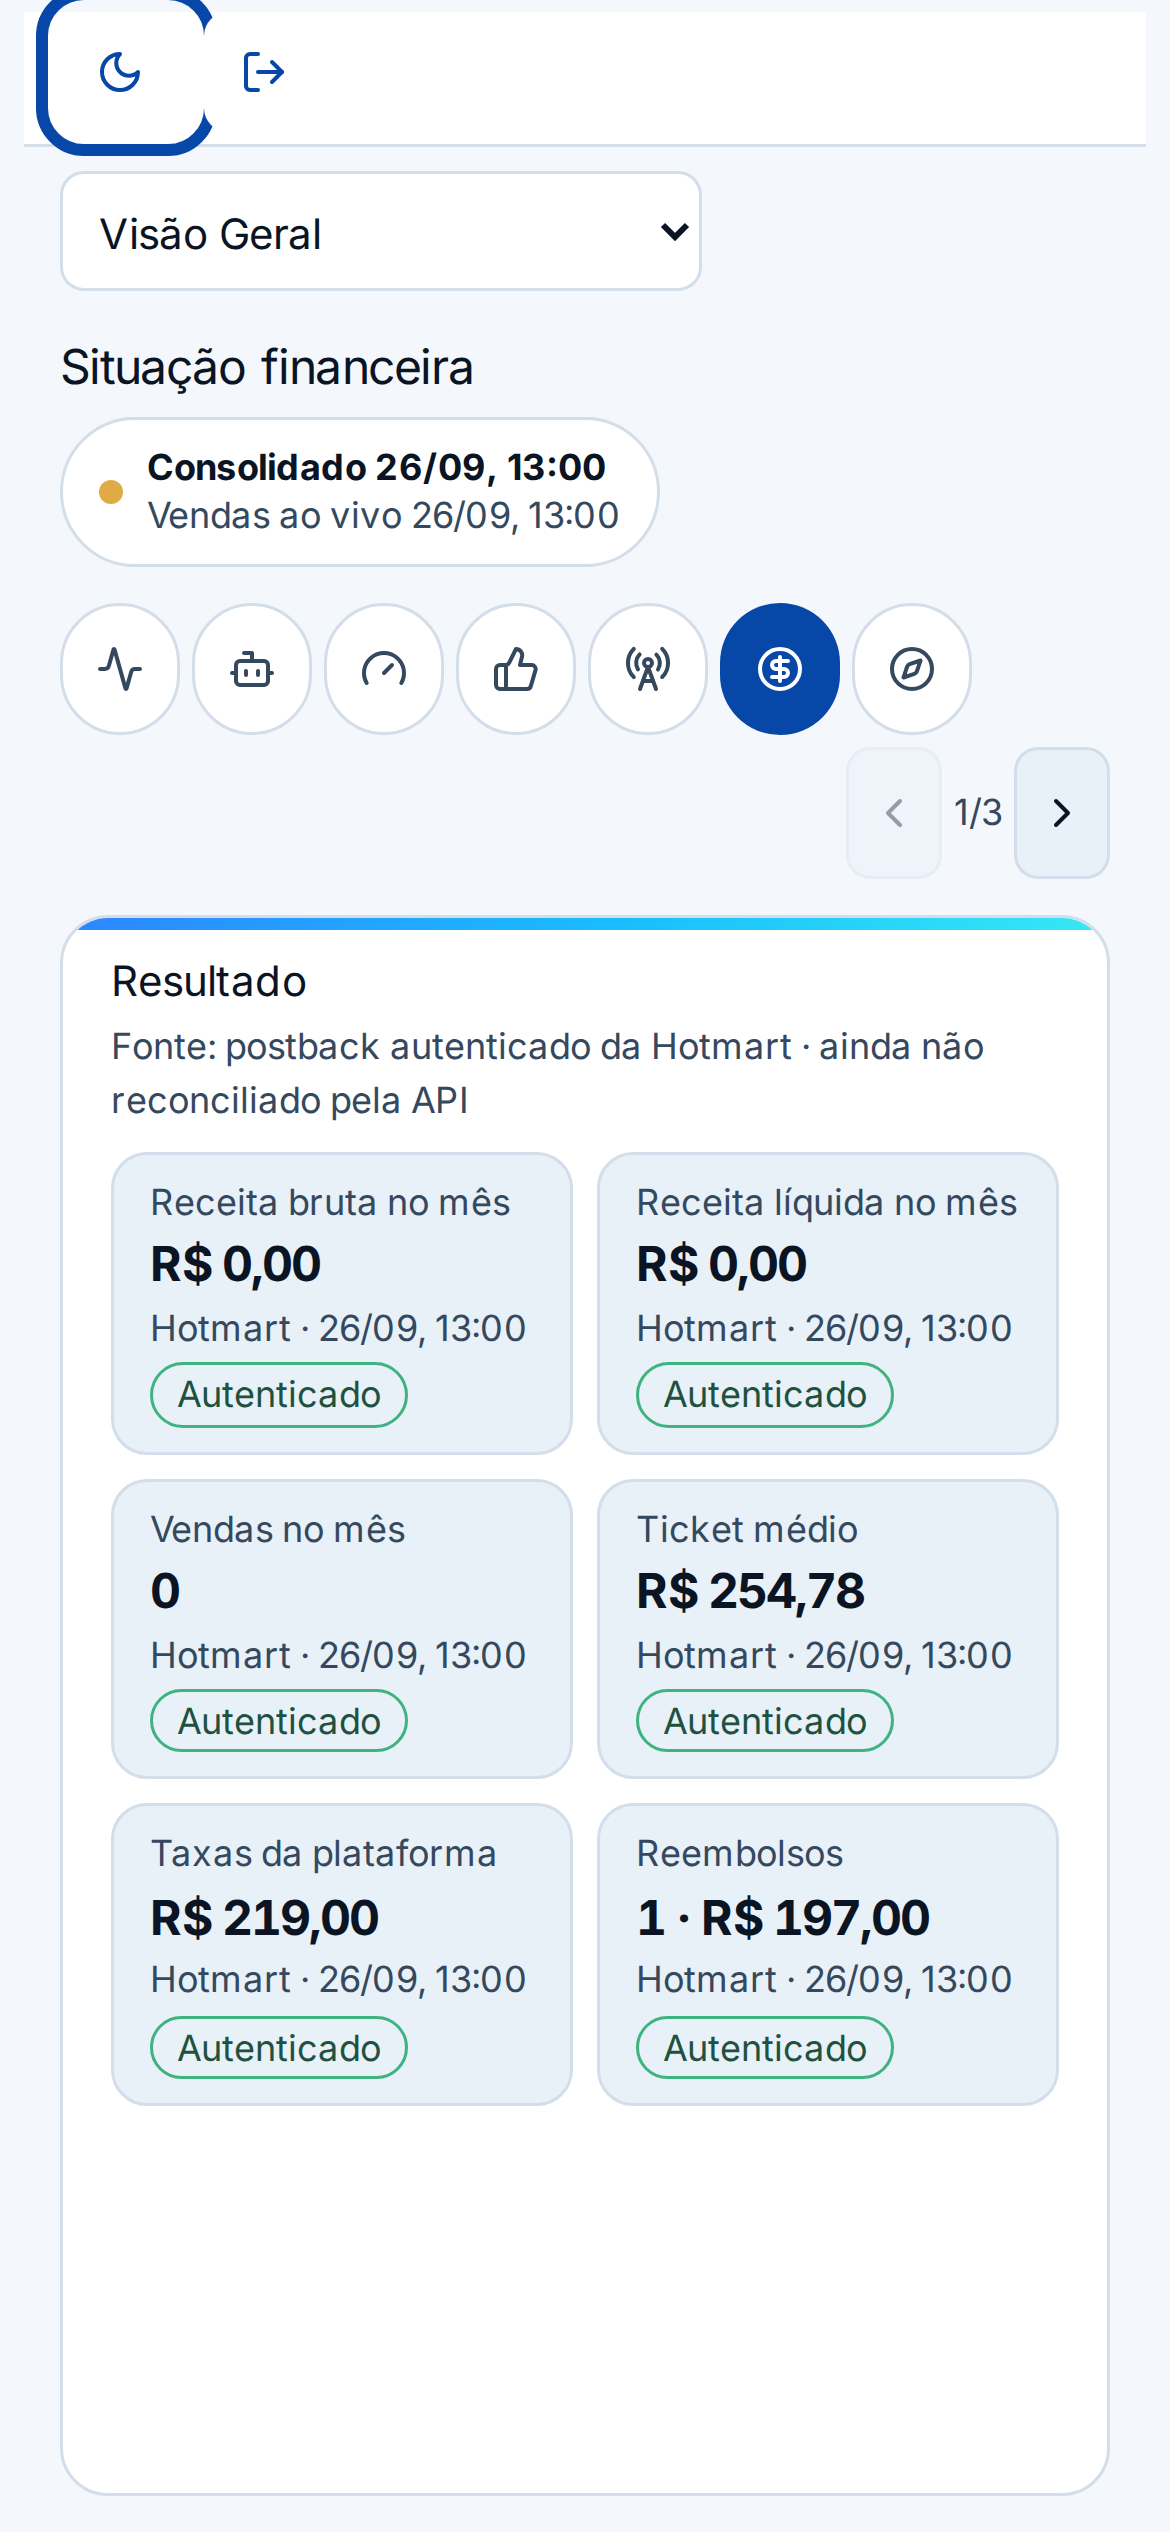 Visão Geral
Situação financeira
Consolidado 26/09, 13:00
Vendas ao vivo 26/09, 13:00
1/3
Resultado
Fonte: postback autenticado da Hotmart · ainda não
reconciliado pela API
Receita bruta no mês
R$ 0,00
Hotmart · 26/09, 13:00
Autenticado
Receita líquida no mês
R$ 0,00
Hotmart · 26/09, 13:00
Autenticado
Vendas no mês
0
Hotmart · 26/09, 13:00
Autenticado
Ticket médio
R$ 254,78
Hotmart · 26/09, 13:00
Autenticado
Taxas da plataforma
R$ 219,00
Hotmart · 26/09, 13:00
Autenticado
Reembolsos
1 · R$ 197,00
Hotmart · 26/09, 13:00
Autenticado